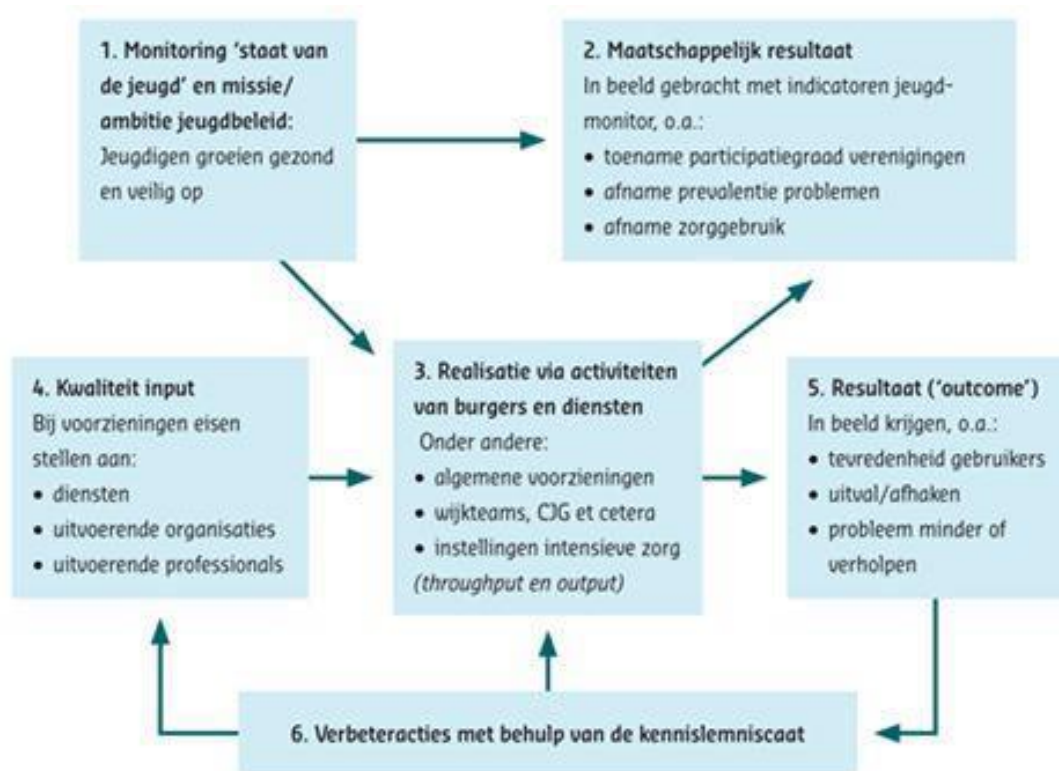 1. Monitoring ‘staat van
de jeugd’ en missie/
ambitie jeugdbeleid:
Jeugdigen groeien gezond
en veilig op
2. Maatschappelijk resultaat
In beeld gebracht met indicatoren jeugd-
monitor, o.a.:
• toename participatiegraad verenigingen
• afname prevalentie problemen
• afname zorggebruik
4. Kwaliteit input
Bij voorzieningen eisen
stellen aan:
• diensten
• uitvoerende organisaties
• uitvoerende professionals
3. Realisatie via activiteiten
van burgers en diensten
Onder andere:
• algemene voorzieningen
• wijkteams, CJG et cetera
• instellingen intensieve zorg
(throughput en output)
5. Resultaat (‘outcome’)
In beeld krijgen, o.a.:
• tevredenheid gebruikers
• uitval/afhaken
• probleem minder of
verholpen
6. Verbeteracties met behulp van de kennislemniscaat